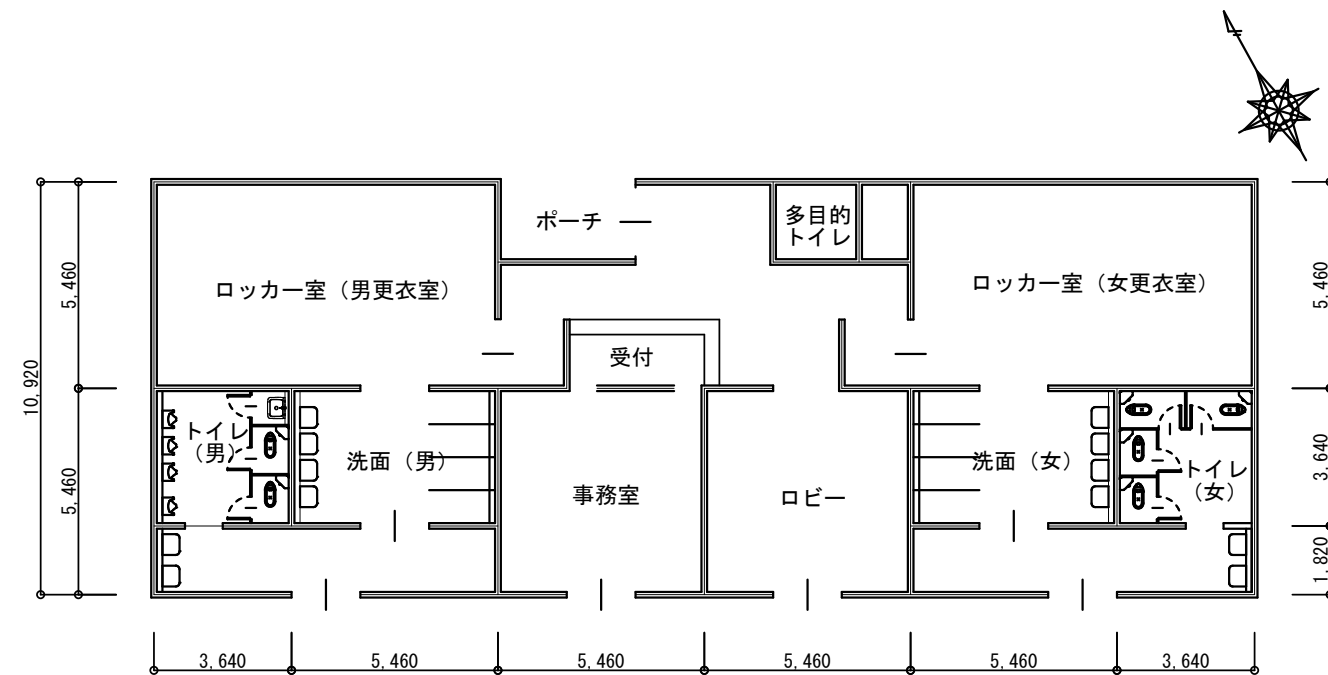 ポーチ
多目的
トイレ
ロッカー室（男更衣室）
ロッカー室（女更衣室）
受付
トイレ
（男）
洗面（男）
事務室
ロビー
洗面（女）
トイレ
（女）
10,920
5,460
5,460
5,460
3,640
1,820
3,640
5,460
5,460
5,460
5,460
3,640